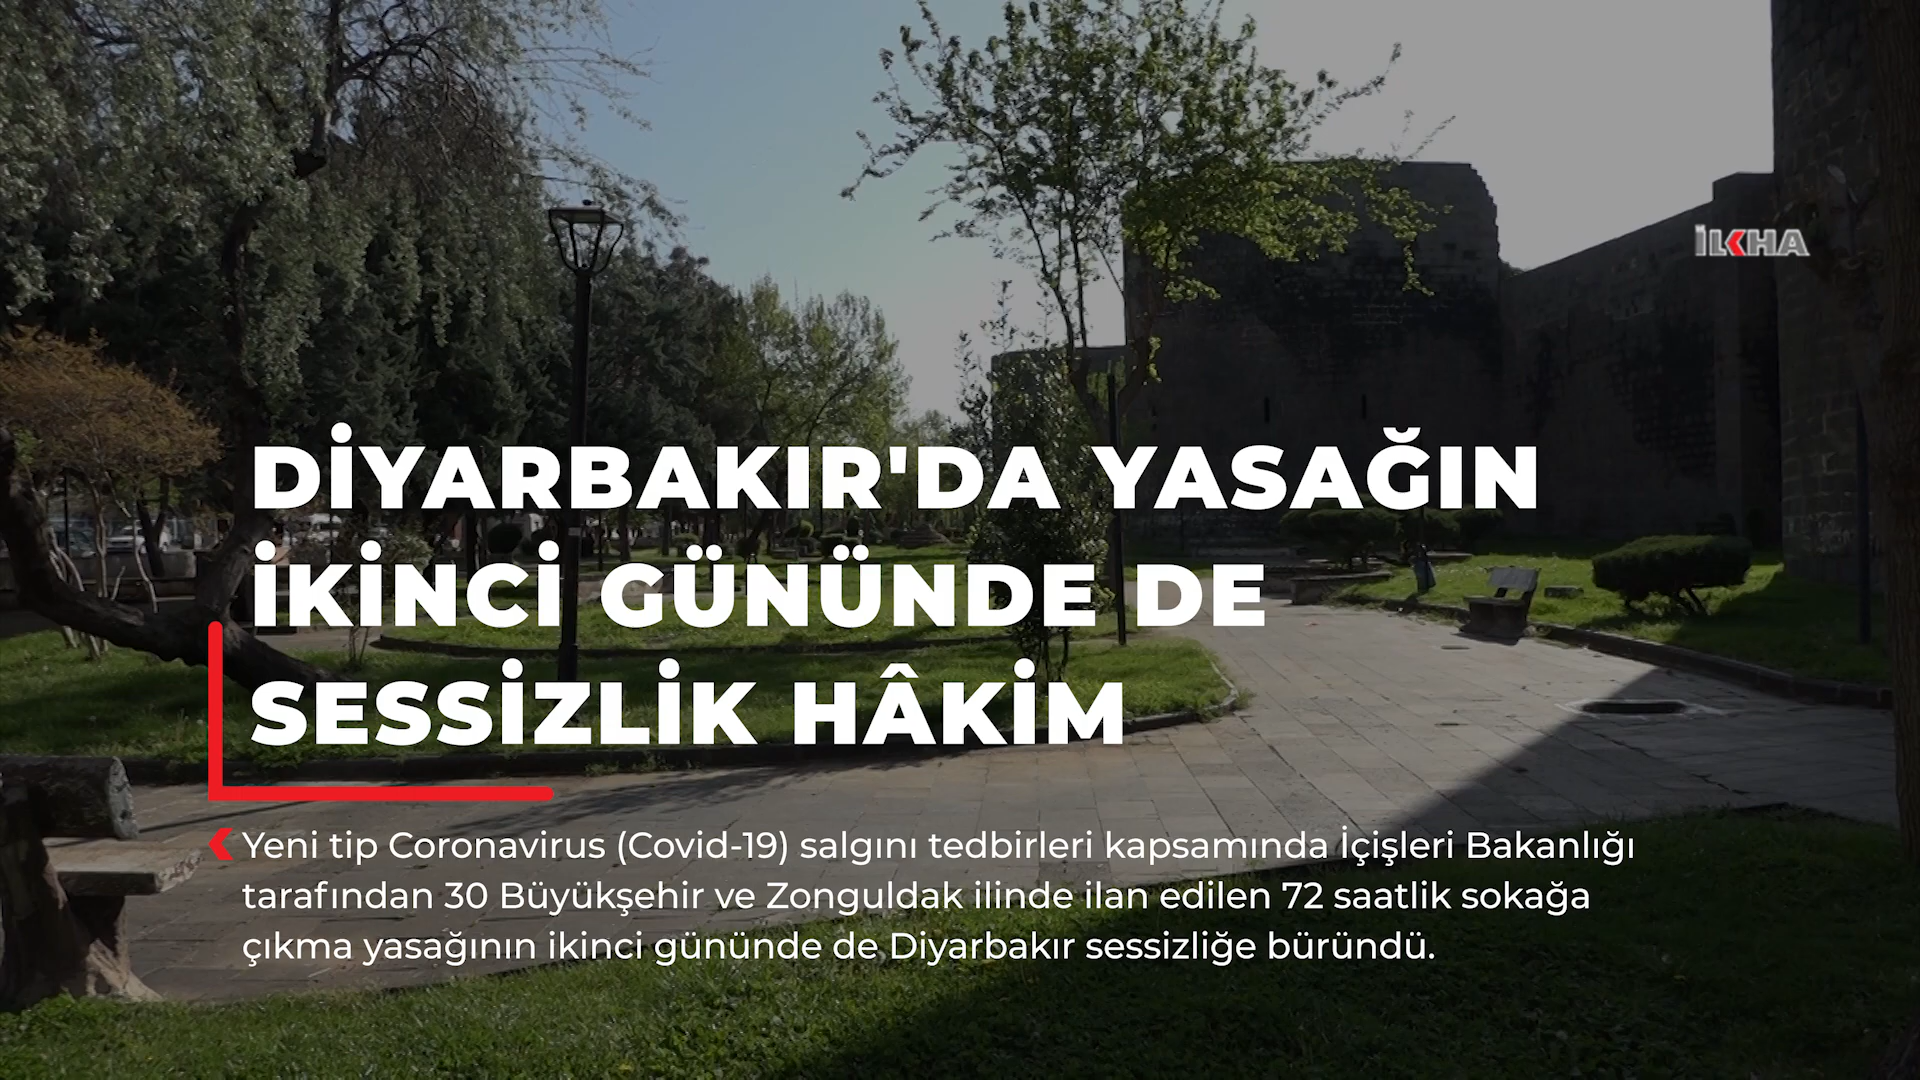 İLKHA
DİYARBAKIR'DA YASAĞIN
İKİNCİ GÜNÜNDE DE
SESSİZLİK HÂKİM
Yeni tip Coronavirus (Covid-19) salgını tedbirleri kapsamında İçişleri Bakanlığı
tarafından 30 Büyükşehir ve Zonguldak ilinde ilan edilen 72 saatlik sokağa
çıkma yasağının ikinci gününde de Diyarbakır sessizliğe büründü.